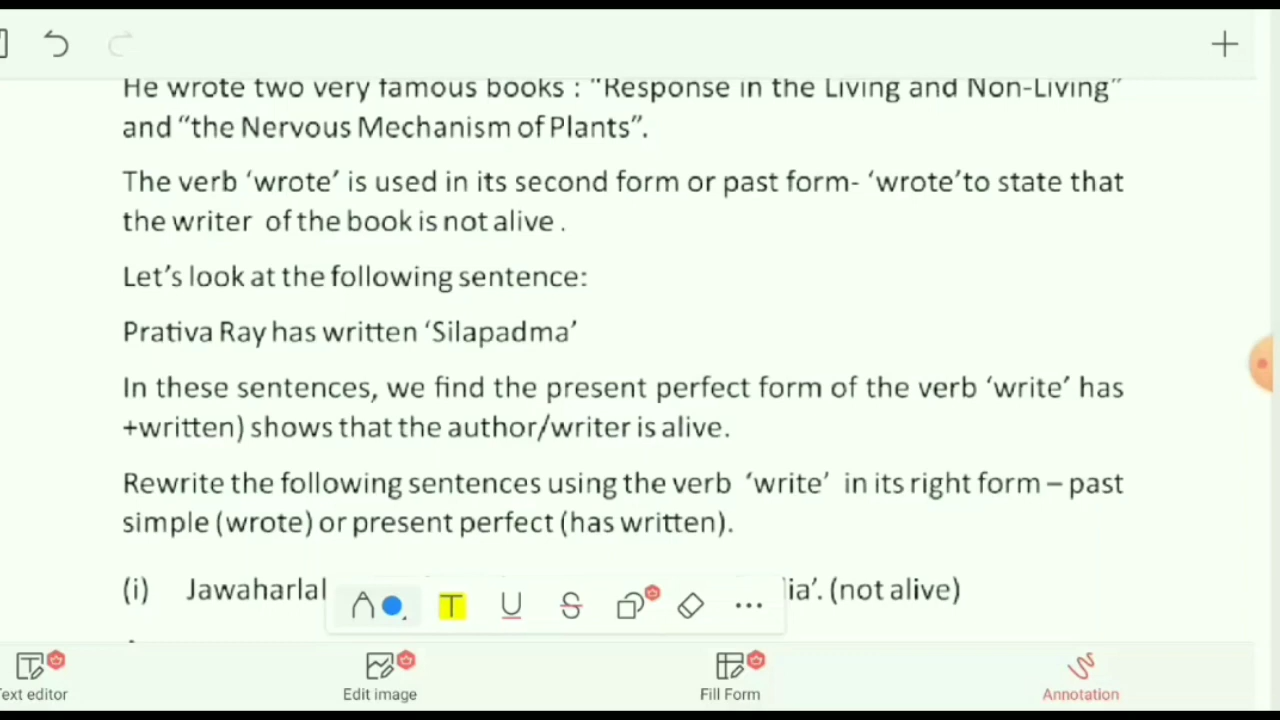 He wrote two very famous books : "Response in the Living and Non-Living"
and "the Nervous Mechanism of Plants".
The verb 'wrote' is used in its second form or past form- 'wrote'to state that
the writer of the book is not alive .
Let's look at the following sentence:
Prativa Ray has written 'Silapadma'
In these sentences, we find the present perfect form of the verb 'write' has
+written) shows that the author/writer is alive.
Rewrite the following sentences using the verb 'write' in its right form – past
simple (wrote) or present perfect (has written).
(i) Jawaharlal lia'. (not alive)
T U S
Text editor Edit image Fill Form Annotation